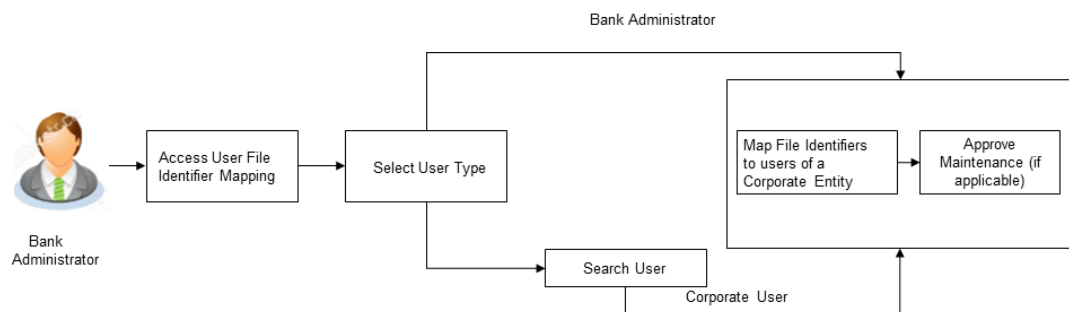 Bank Administrator
Access User File
Identifier Mapping
Select User Type
Map File Identifiers
to users of a
Corporate Entity
Approve
Maintenance (if
applicable)
Bank
Administrator
Search User
Corporate User